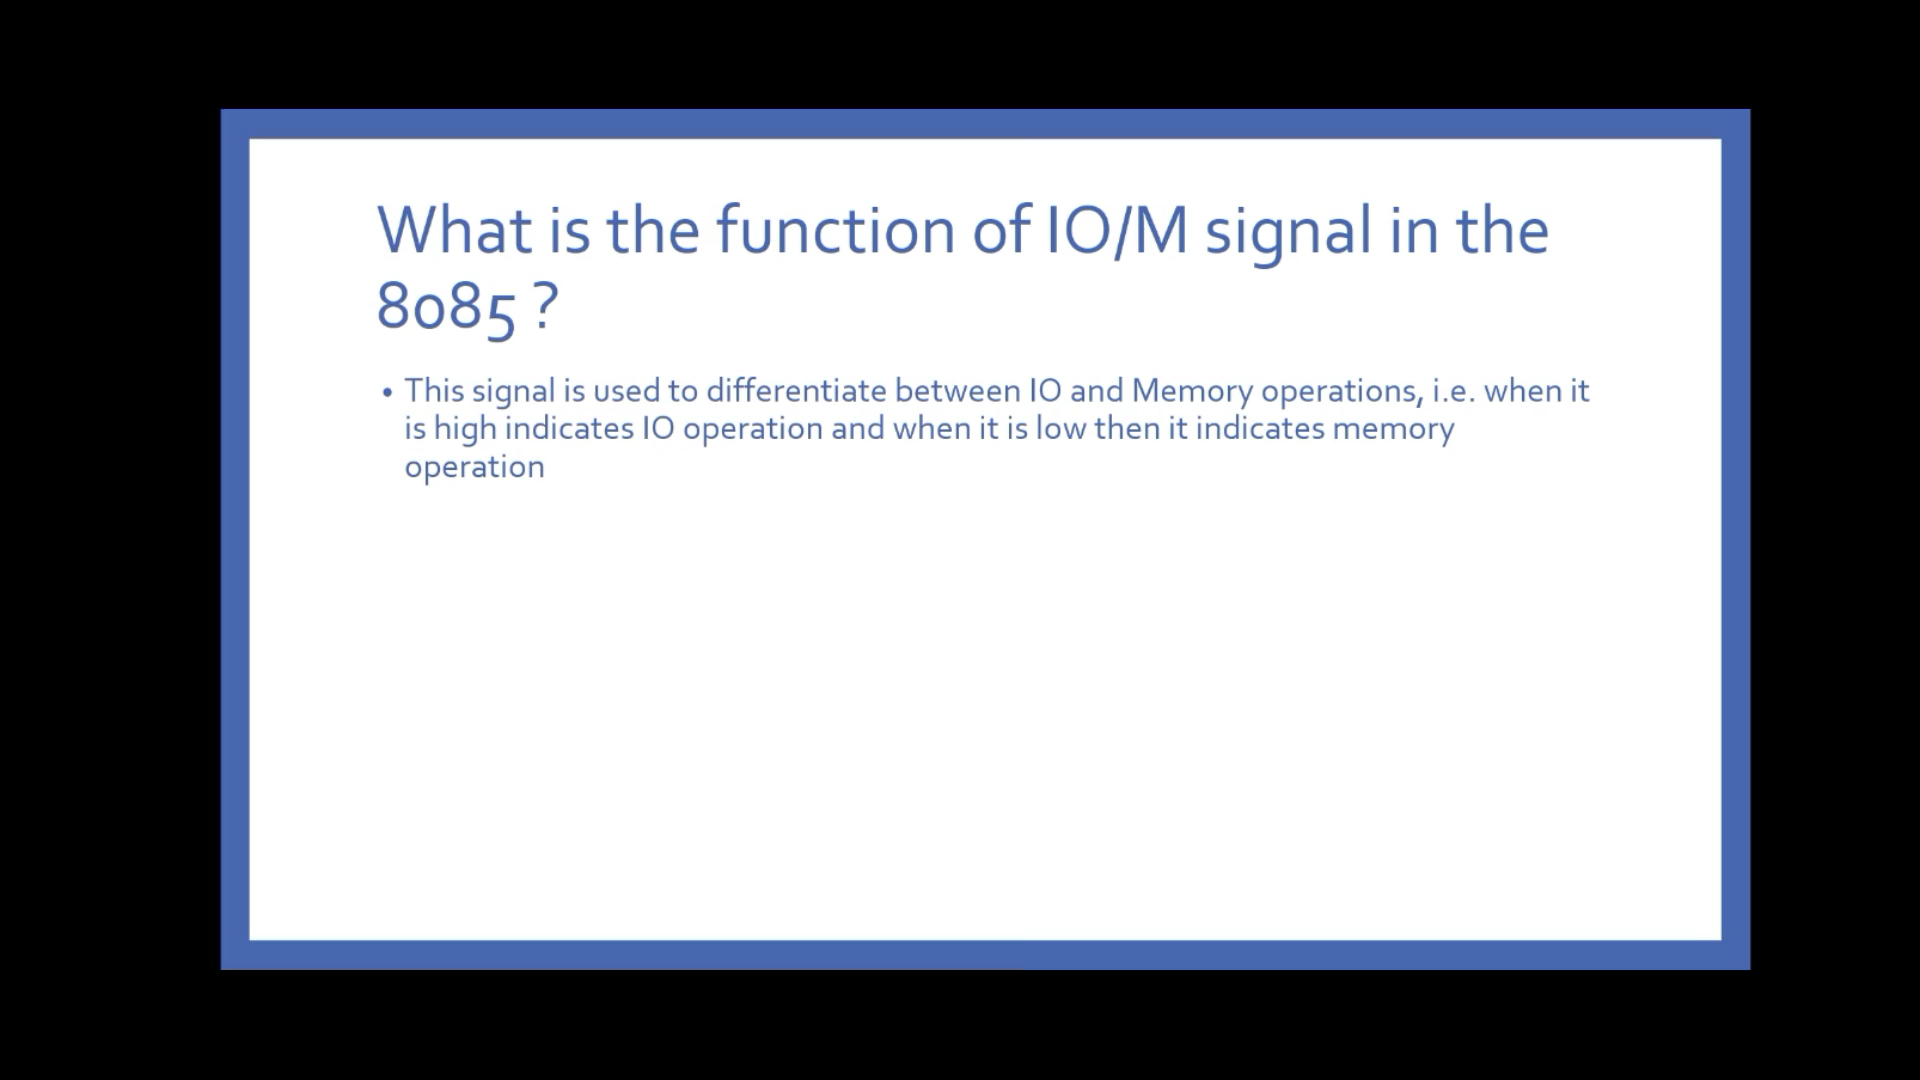 What is the function of IO/M signal in the
8085 ?
• This signal is used to differentiate between IO and Memory operations, i.e. when it
is high indicates IO operation and when it is low then it indicates memory
operation